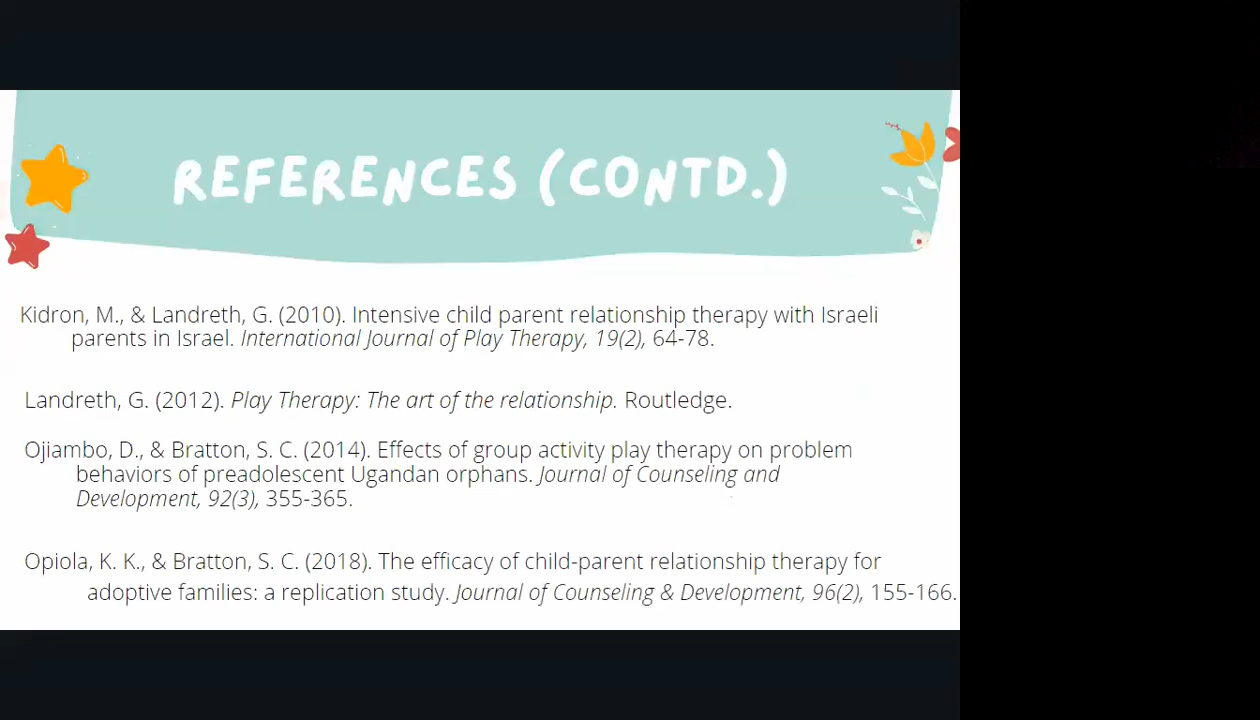 REFERENCES (CONTD.)
Kidron, M., & Landreth, G. (2010). Intensive child parent relationship therapy with Israeli
parents in Israel. International Journal of Play Therapy, 19(2), 64-78.
Landreth, G. (2012). Play Therapy: The art of the relationship. Routledge.
Ojiambo, D., & Bratton, S. C. (2014). Effects of group activity play therapy on problem
behaviors of preadolescent Ugandan orphans. Journal of Counseling and
Development, 92(3), 355-365.
Opiola, K. K., & Bratton, S. C. (2018). The efficacy of child-parent relationship therapy for
adoptive families: a replication study. Journal of Counseling & Development, 96(2), 155-166.